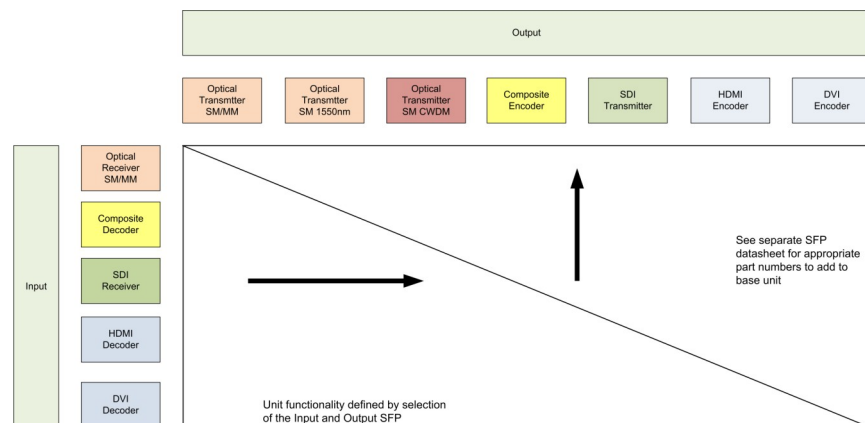 Output
Optical
Transmtter
SM/MM
Optical
Transmtter
SM 1550nm
Optical
Transmitter
SM CWDM
Composite
Encoder
SDI
Transmitter
HDMI
Encoder
DVI
Encoder
Input
Optical
Receiver
SM/MM
Composite
Decoder
SDI
Receiver
HDMI
Decoder
DVI
Decoder
See separate SFP
datasheet for appropriate
part numbers to add to
base unit
Unit functionality defined by selection
of the Input and Output SFP